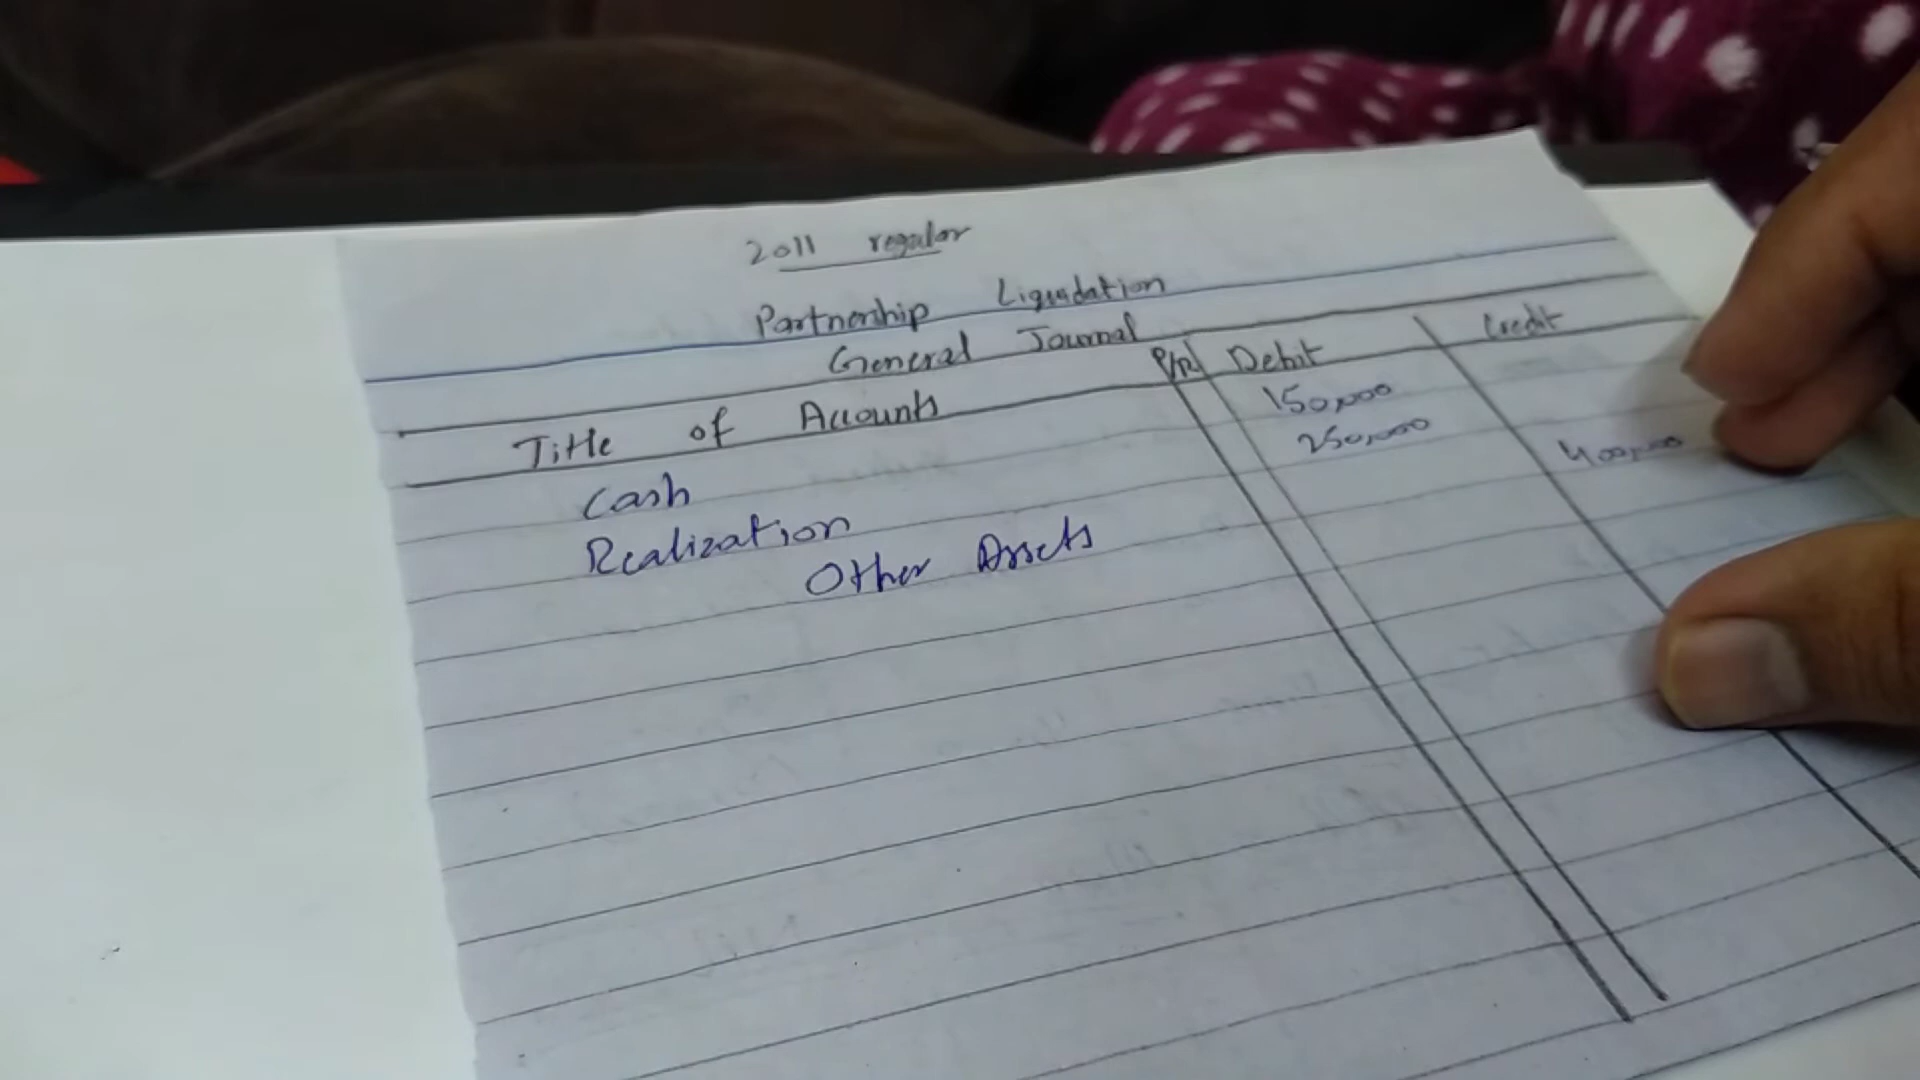 2011 regular
Partnership Liquidation
General Journal
Title of Accounts P/R Debit Credit
Cash 150,000
Realization 250,000
Other Assets 400,000